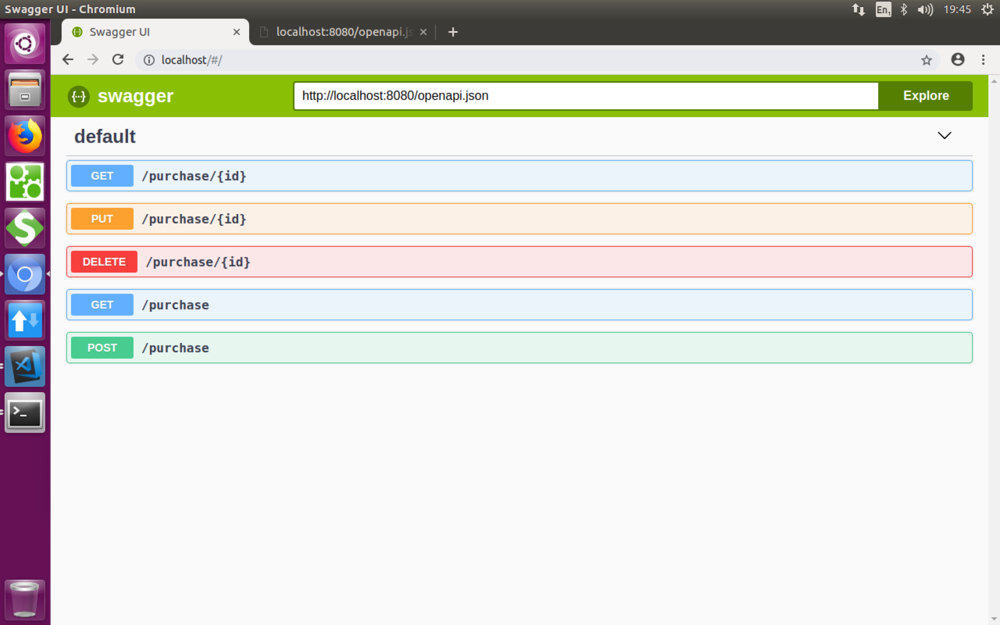 Swagger UI - Chromium
En1 19:45
Swagger UI
localhost:8080/openapi.js
localhost/#/
{···} swagger
http://localhost:8080/openapi.json
Explore
default
GET /purchase/{id}
PUT /purchase/{id}
DELETE /purchase/{id}
GET /purchase
POST /purchase